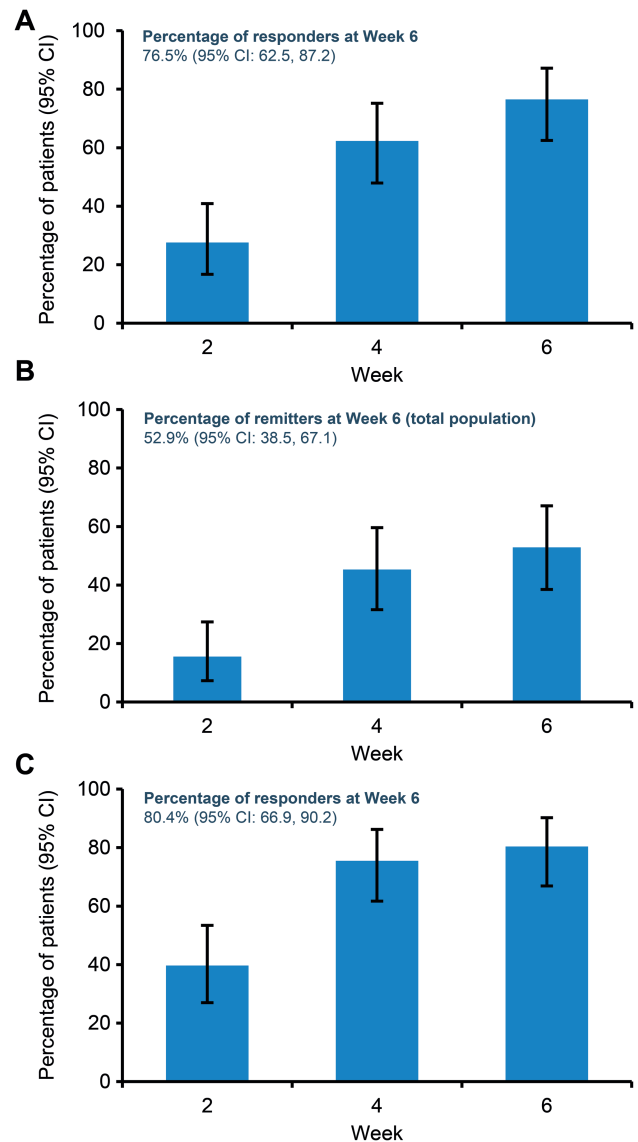 A
Percentage of patients (95% CI)
100
80
60
40
20
0
Percentage of responders at Week 6
76.5% (95% CI: 62.5, 87.2)
2 4 6
Week
B
Percentage of patients (95% CI)
100
80
60
40
20
0
Percentage of remitters at Week 6 (total population)
52.9% (95% CI: 38.5, 67.1)
2 4 6
Week
C
Percentage of patients (95% CI)
100
80
60
40
20
0
Percentage of responders at Week 6
80.4% (95% CI: 66.9, 90.2)
2 4 6
Week